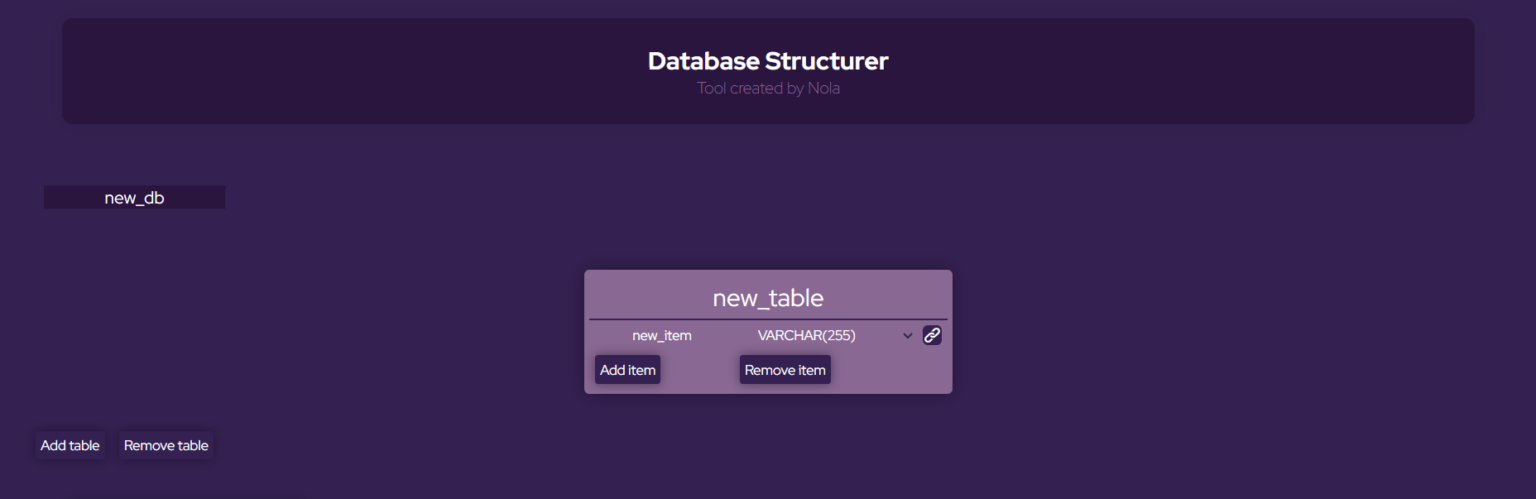 Database Structurer
Tool created by Nola
new_db
new_table
new_item VARCHAR(255)
Add item Remove item
Add table Remove table